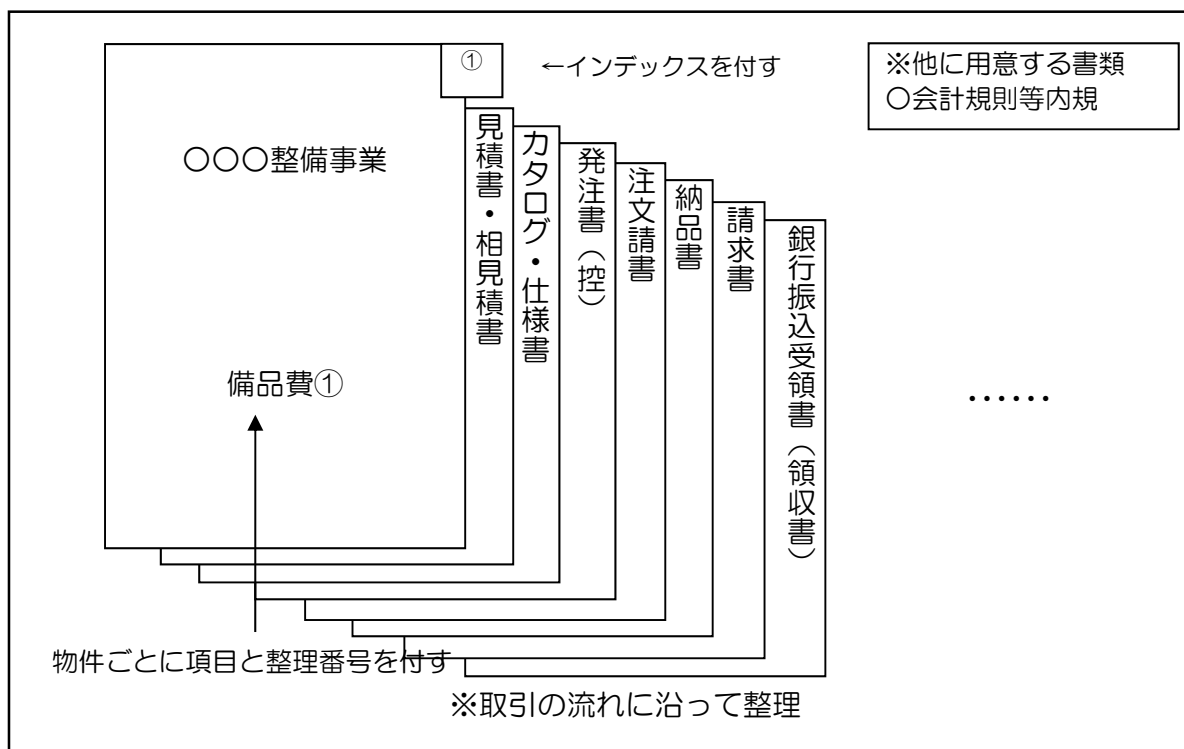 ①
←インデックスを付す
※他に用意する書類
〇会計規則等内規
〇〇〇整備事業
備品費①
見積書・相見積書
カタログ・仕様書
発注書（控）
注文請書
納品書
請求書
銀行振込受領書（領収書）
……
物件ごとに項目と整理番号を付す
※取引の流れに沿って整理